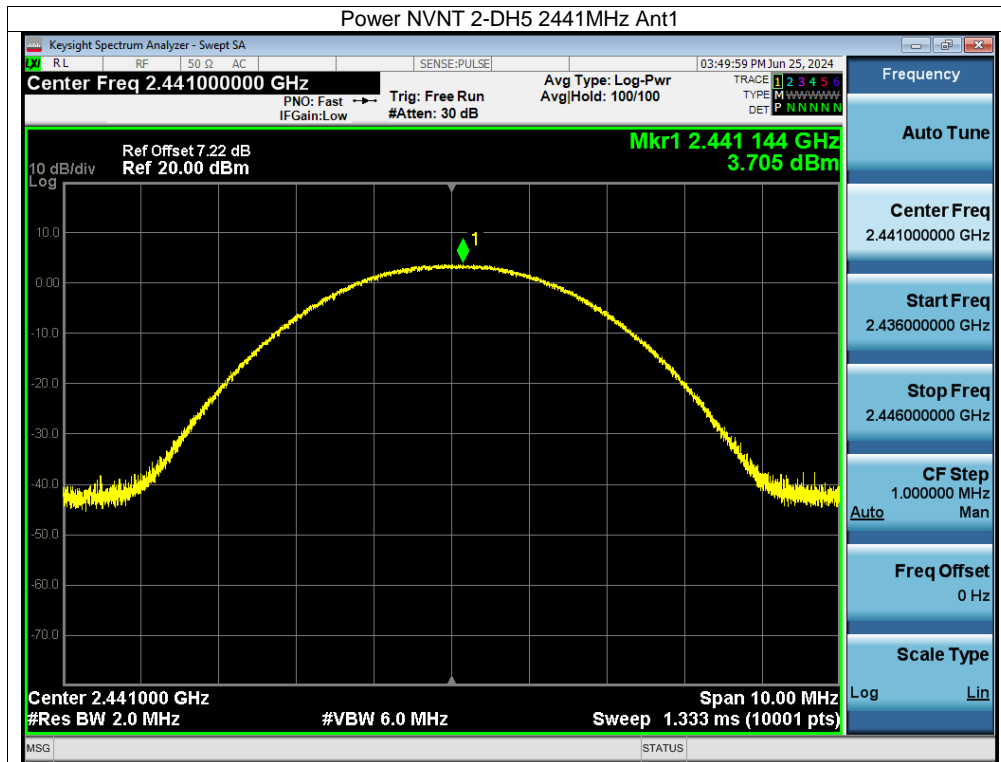 Power NVNT 2-DH5 2441MHz Ant1
Keysight Spectrum Analyzer - Swept SA
LXI RL RF 50 Ω AC SENSE:PULSE 03:49:59 PM Jun 25, 2024
Center Freq 2.441000000 GHz
PNO: Fast
IFGain:Low
Trig: Free Run
#Atten: 30 dB
Avg Type: Log-Pwr
Avg|Hold: 100/100
TRACE 1 2 3 4 5 6
TYPE M WWWWW
DET P N N N N N
Mkr1 2.441 144 GHz
3.705 dBm
Ref Offset 7.22 dB
10 dB/div Ref 20.00 dBm
Log
10.0
0.00
-10.0
-20.0
-30.0
-40.0
-50.0
-60.0
-70.0
1
Center 2.441000 GHz Span 10.00 MHz
#Res BW 2.0 MHz #VBW 6.0 MHz Sweep 1.333 ms (10001 pts)
MSG STATUS
Frequency
Auto Tune
Center Freq
2.441000000 GHz
Start Freq
2.436000000 GHz
Stop Freq
2.446000000 GHz
CF Step
1.000000 MHz
Auto Man
Freq Offset
0 Hz
Scale Type
Log Lin